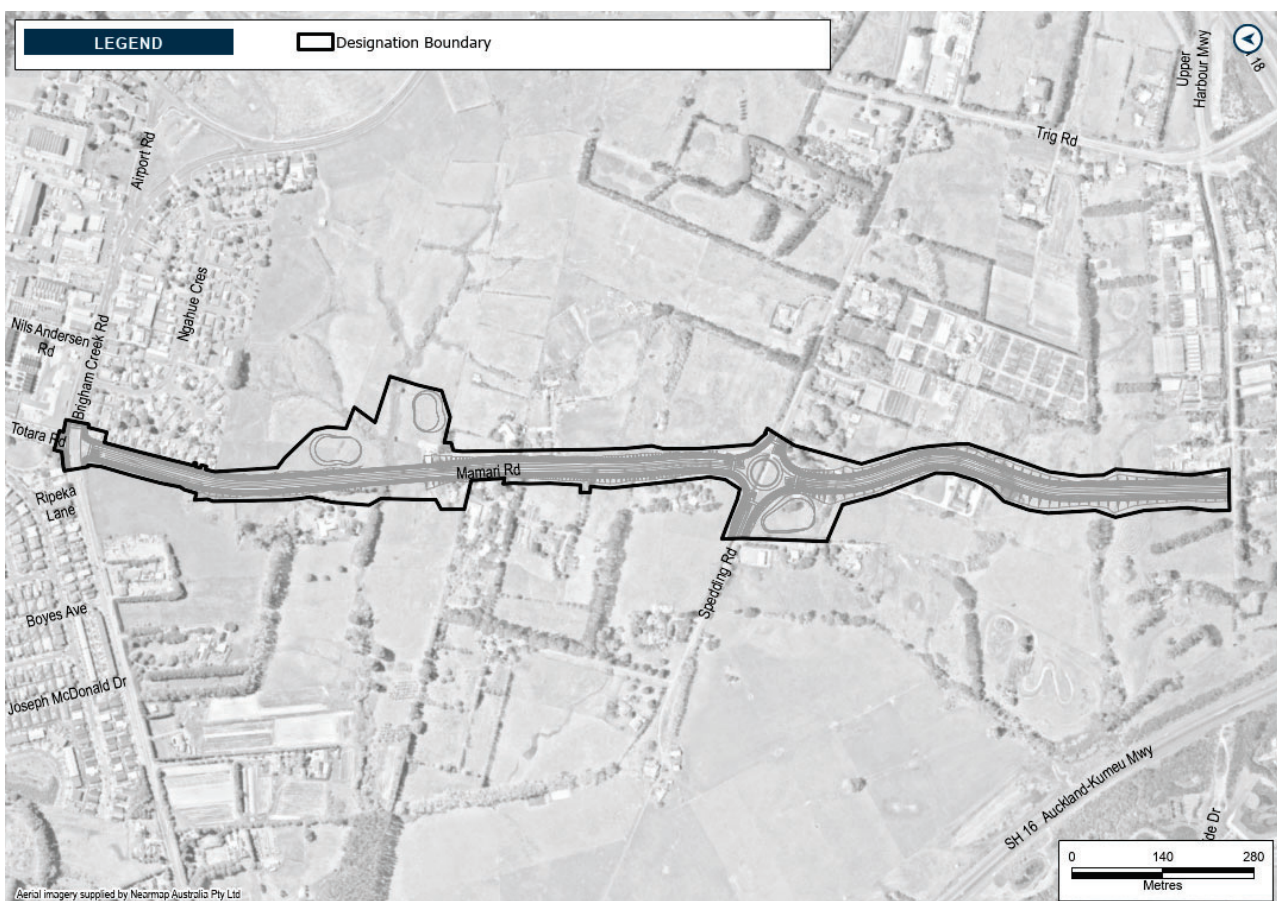 LEGEND
Designation Boundary
Upper
Harbour Mwy
18
Trig Rd
Airport Rd
Ngahue Cres
Nils Andersen
Rd
Brigham Creek Rd
Totara Rd
Mamari Rd
Ripeka
Lane
Spedding Rd
Boyes Ave
Joseph McDonald Dr
SH 16 Auckland-Kumeu Mwy
de Dr
0 140 280
Metres
Aerial imagery supplied by Nearmap Australia Pty Ltd